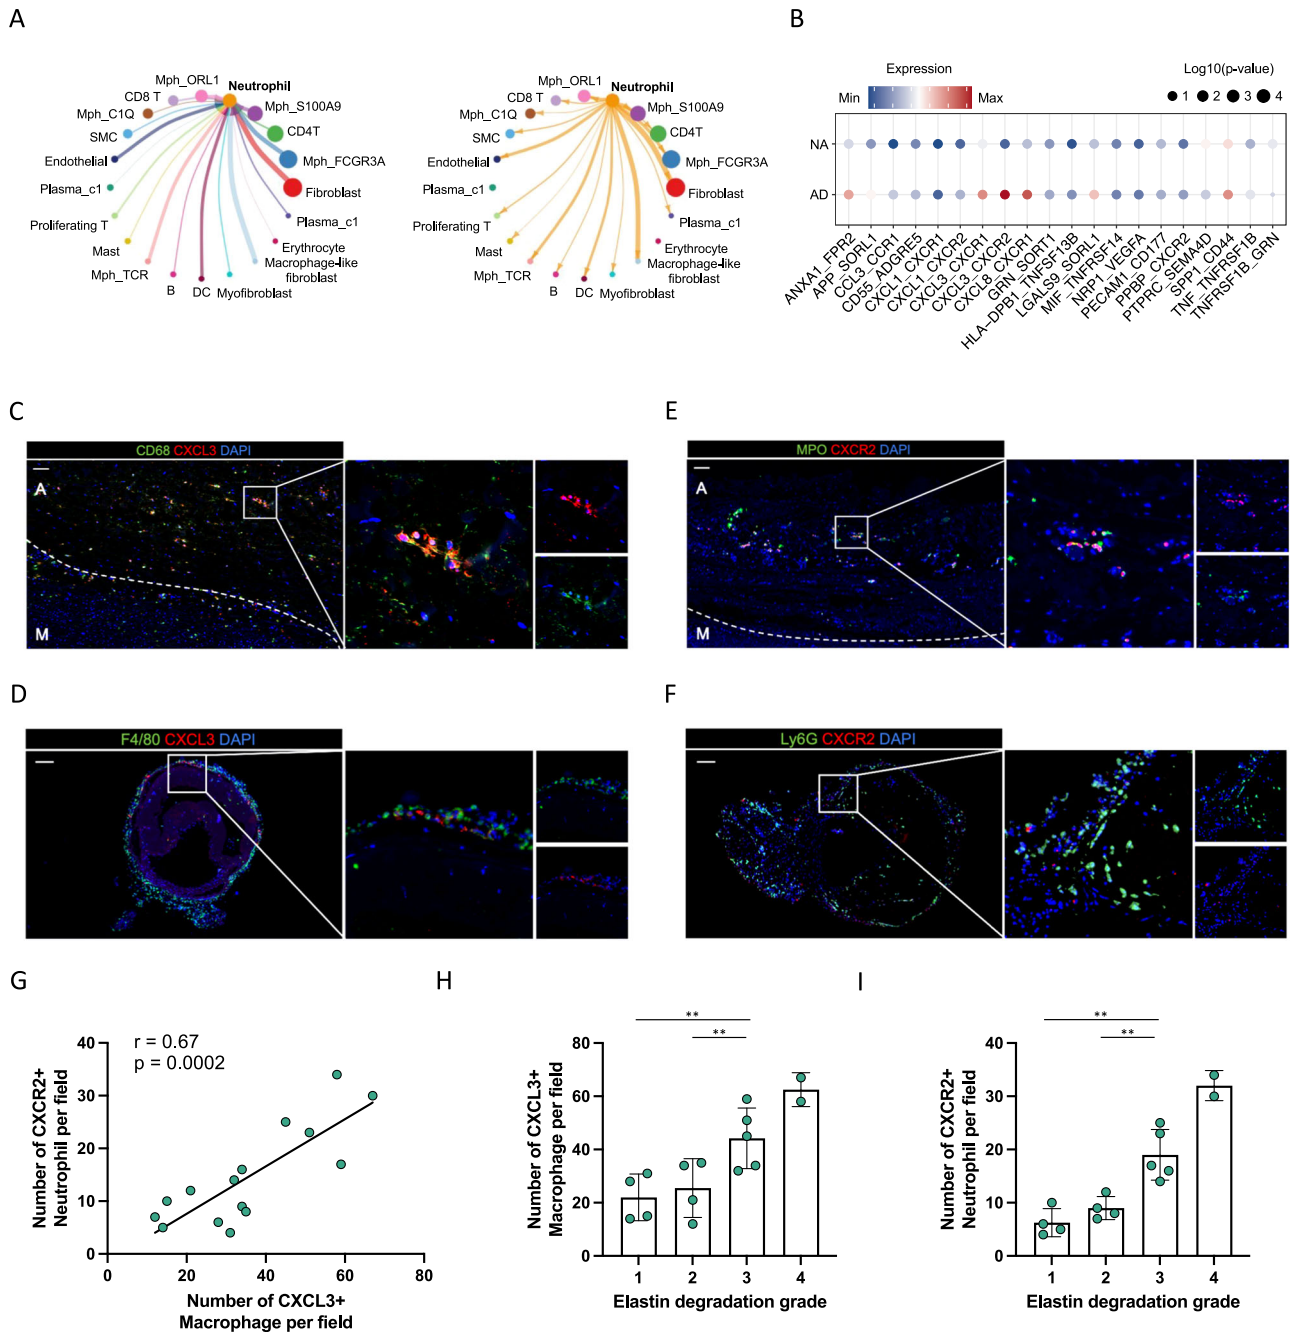 A
Neutrophil
Mph_ORL1
CD8 T
Mph_C1Q
SMC
Endothelial
Plasma_c1
Proliferating T
Mast
Mph_TCR
B
DC
Myofibroblast
Macrophage-like
fibroblast
Erythrocyte
Plasma_c1
Fibroblast
Mph_FCGR3A
CD4T
Mph_S100A9
Neutrophil
Mph_ORL1
CD8 T
Mph_C1Q
SMC
Endothelial
Plasma_c1
Proliferating T
Mast
Mph_TCR
B
DC
Myofibroblast
Macrophage-like
fibroblast
Erythrocyte
Plasma_c1
Fibroblast
Mph_FCGR3A
CD4T
Mph_S100A9
B
Expression
Min
Max
Log10(p-value)
1 2 3 4
NA
AD
ANXA1_FPR2
APP_SORL1
CCL3_CCR1
CD55_ADGRE5
CXCL1_CXCR1
CXCL1_CXCR2
CXCL3_CXCR1
CXCL3_CXCR2
CXCL8_CXCR1
GRN_SORT1
HLA-DPB1_TNFSF13B
LGALS9_SORL1
MIF_TNFRSF14
NRP1_VEGFA
PECAM1_CD177
PPBP_CXCR2
PTPRC_SEMA4D
SPP1_CD44
TNF_TNFRSF1B
TNFRSF1B_GRN
C
CD68 CXCL3 DAPI
A
M
E
MPO CXCR2 DAPI
A
M
D
F4/80 CXCL3 DAPI
F
Ly6G CXCR2 DAPI
G
r = 0.67
p = 0.0002
Number of CXCR2+
Neutrophil per field
40
30
20
10
0
0 20 40 60 80
Number of CXCL3+
Macrophage per field
H
** 
**
Number of CXCL3+
Macrophage per field
80
60
40
20
0
1 2 3 4
Elastin degradation grade
I
**
**
Number of CXCR2+
Neutrophil per field
40
30
20
10
0
1 2 3 4
Elastin degradation grade